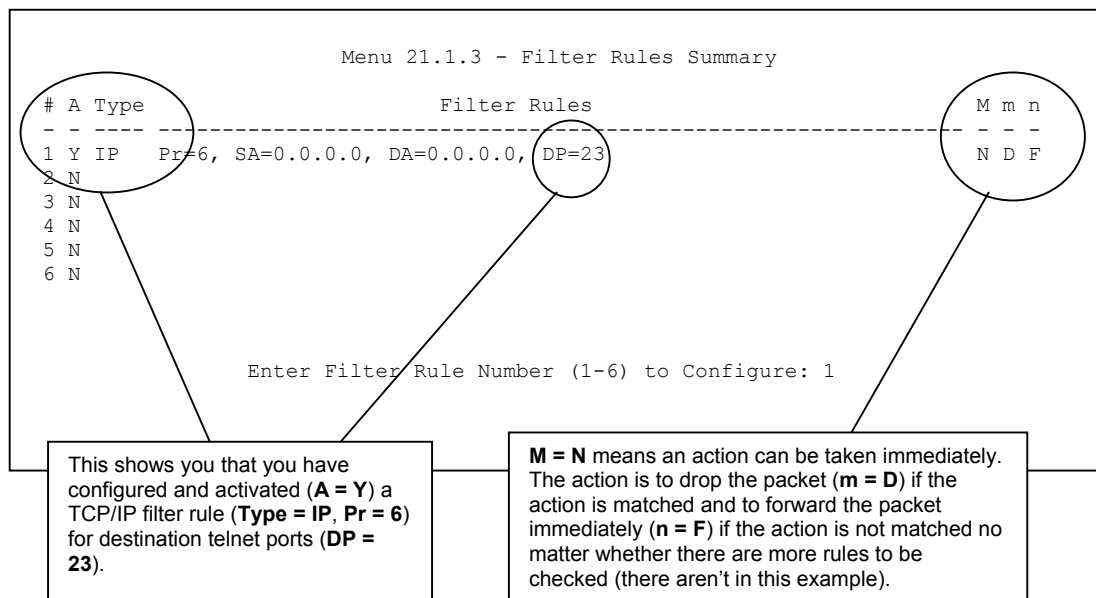 Menu 21.1.3 - Filter Rules Summary
# A Type Filter Rules M m n
- - ---- --------------------------------------------------------------------- - - -
1 Y IP Pr=6, SA=0.0.0.0, DA=0.0.0.0, DP=23 N D F
2 N
3 N
4 N
5 N
6 N
Enter Filter Rule Number (1-6) to Configure: 1
This shows you that you have
configured and activated (A = Y) a
TCP/IP filter rule (Type = IP, Pr = 6)
for destination telnet ports (DP =
23).
M = N means an action can be taken immediately.
The action is to drop the packet (m = D) if the
action is matched and to forward the packet
immediately (n = F) if the action is not matched no
matter whether there are more rules to be
checked (there aren't in this example).